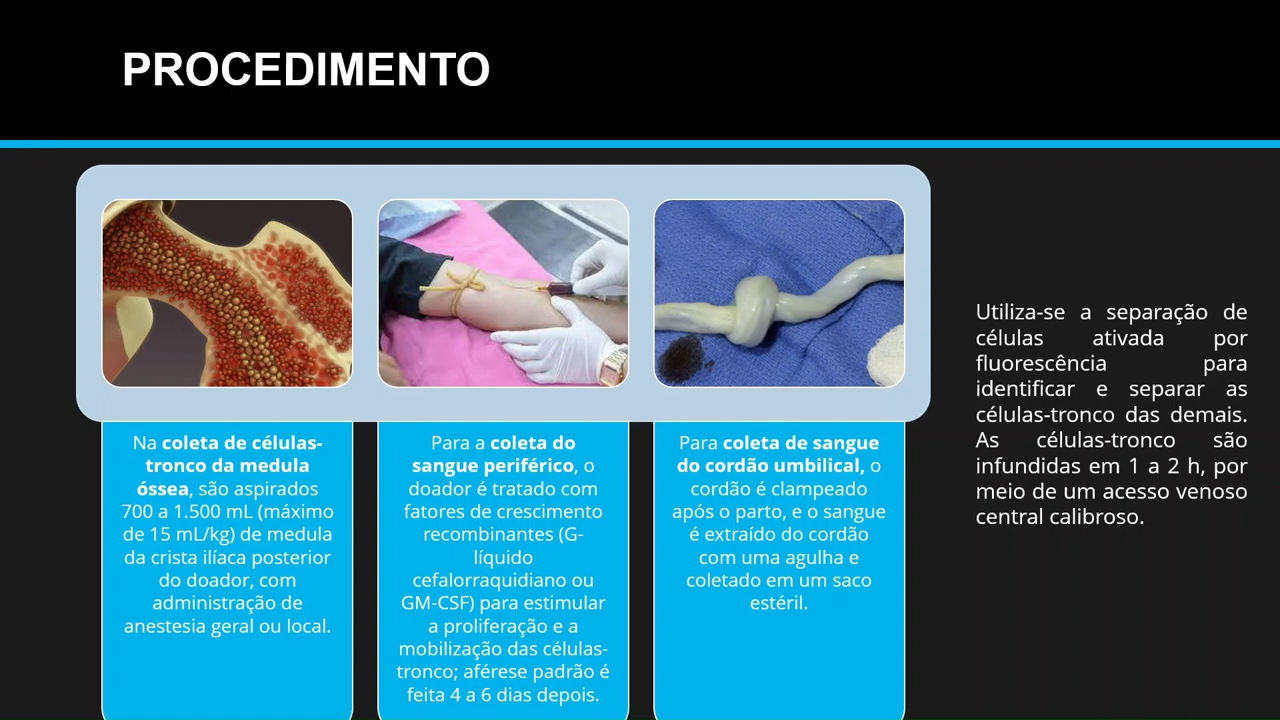 PROCEDIMENTO
Na coleta de células-
tronco da medula
óssea, são aspirados
700 a 1.500 mL (máximo
de 15 mL/kg) de medula
da crista ilíaca posterior
do doador, com
administração de
anestesia geral ou local.
Para a coleta do
sangue periférico, o
doador é tratado com
fatores de crescimento
recombinantes (G-
líquido
cefalorraquidiano ou
GM-CSF) para estimular
a proliferação e a
mobilização das células-
tronco; aférese padrão é
feita 4 a 6 dias depois.
Para coleta de sangue
do cordão umbilical, o
cordão é clampeado
após o parto, e o sangue
é extraído do cordão
com uma agulha e
coletado em um saco
estéril.
Utiliza-se a separação de
células ativada por
fluorescência para
identificar e separar as
células-tronco das demais.
As células-tronco são
infundidas em 1 a 2 h, por
meio de um acesso venoso
central calibroso.